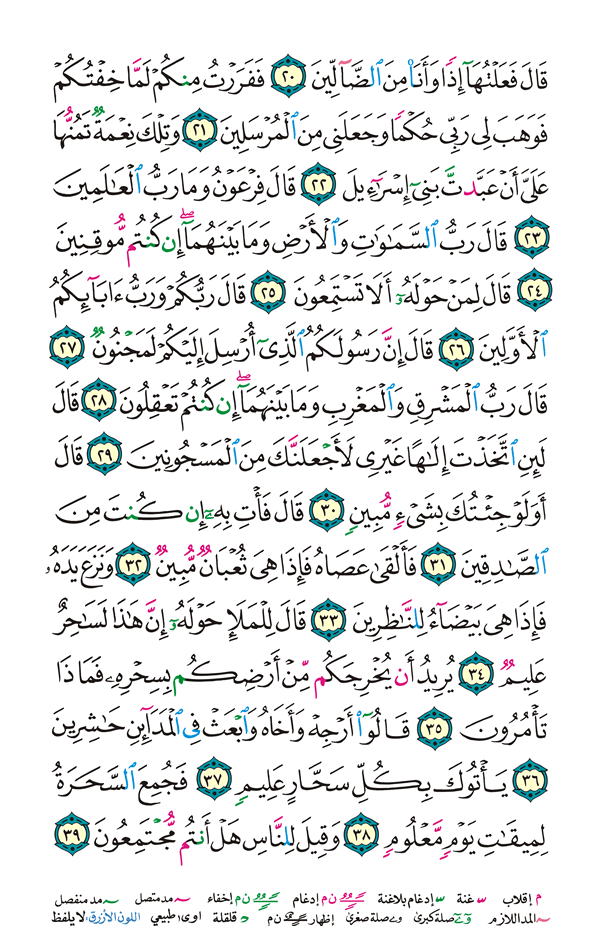 قَالَ فَعَلْتُهَآ إِذًا وَأَنَا۠ مِنَ ٱلضَّآلِّينَ ٢٠ فَفَرَرْتُ مِنكُمْ لَمَّا خِفْتُكُمْ
فَوَهَبَ لِى رَبِّى حُكْمًا وَجَعَلَنِى مِنَ ٱلْمُرْسَلِينَ ٢١ وَتِلْكَ نِعْمَةٌ تَمُنُّهَا
عَلَىَّ أَنْ عَبَّدتَّ بَنِىٓ إِسْرَٰٓءِيلَ ٢٢ قَالَ فِرْعَوْنُ وَمَا رَبُّ ٱلْعَٰلَمِينَ
٢٣ قَالَ رَبُّ ٱلسَّمَٰوَٰتِ وَٱلْأَرْضِ وَمَا بَيْنَهُمَآ ۖ إِن كُنتُم مُّوقِنِينَ
٢٤ قَالَ لِمَنْ حَوْلَهُۥٓ أَلَا تَسْتَمِعُونَ ٢٥ قَالَ رَبُّكُمْ وَرَبُّ ءَابَآئِكُمُ
ٱلْأَوَّلِينَ ٢٦ قَالَ إِنَّ رَسُولَكُمُ ٱلَّذِىٓ أُرْسِلَ إِلَيْكُمْ لَمَجْنُونٌ ٢٧
قَالَ رَبُّ ٱلْمَشْرِقِ وَٱلْمَغْرِبِ وَمَا بَيْنَهُمَآ ۖ إِن كُنتُمْ تَعْقِلُونَ ٢٨ قَالَ
لَئِنِ ٱتَّخَذْتَ إِلَٰهًا غَيْرِى لَأَجْعَلَنَّكَ مِنَ ٱلْمَسْجُونِينَ ٢٩ قَالَ
أَوَلَوْ جِئْتُكَ بِشَىْءٍ مُّبِينٍ ٣٠ قَالَ فَأْتِ بِهِۦٓ إِن كُنتَ مِنَ
ٱلصَّٰدِقِينَ ٣١ فَأَلْقَىٰ عَصَاهُ فَإِذَا هِىَ ثُعْبَانٌ مُّبِينٌ ٣٢ وَنَزَعَ يَدَهُۥ
فَإِذَا هِىَ بَيْضَآءُ لِلنَّٰظِرِينَ ٣٣ قَالَ لِلْمَلَإِ حَوْلَهُۥٓ إِنَّ هَٰذَا لَسَٰحِرٌ
عَلِيمٌ ٣٤ يُرِيدُ أَن يُخْرِجَكُم مِّنْ أَرْضِكُم بِسِحْرِهِۦ فَمَاذَا
تَأْمُرُونَ ٣٥ قَالُوٓا۟ أَرْجِهْ وَأَخَاهُ وَٱبْعَثْ فِى ٱلْمَدَآئِنِ حَٰشِرِينَ
٣٦ يَأْتُوكَ بِكُلِّ سَحَّارٍ عَلِيمٍ ٣٧ فَجُمِعَ ٱلسَّحَرَةُ
لِمِيقَٰتِ يَوْمٍ مَّعْلُومٍ ٣٨ وَقِيلَ لِلنَّاسِ هَلْ أَنتُم مُّجْتَمِعُونَ ٣٩
م إقلاب غنة إدغام بلاغنة ن م إدغام إخفاء مد متصل مد منفصل
المد اللازم صلة كبرى صلة صغرى إظهار ن م قلقلة اوى؛ طبيعي اللون الأزرق: لا يلفظ